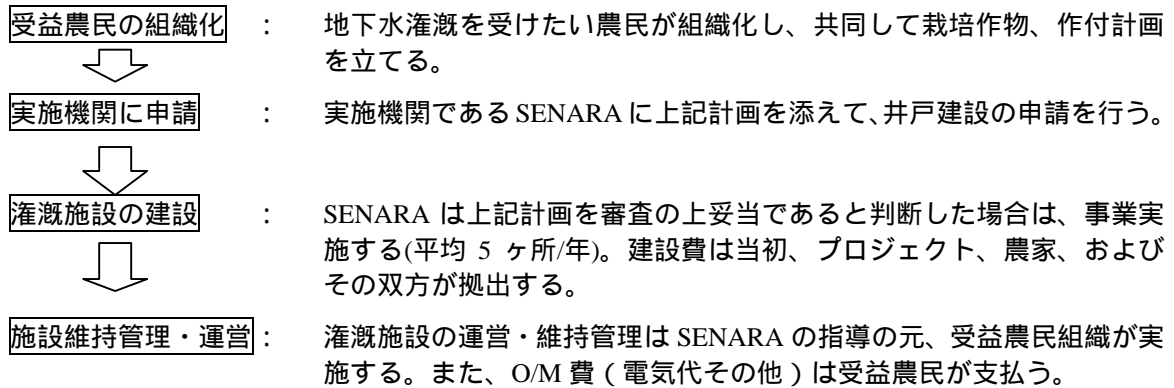 受益農民の組織化 : 地下水潅漑を受けたい農民が組織化し、共同して栽培作物、作付計画
を立てる。
実施機関に申請 : 実施機関である SENARA に上記計画を添えて、井戸建設の申請を行う。
潅漑施設の建設 : SENARA は上記計画を審査の上妥当であると判断した場合は、事業実
施する(平均 5 ヶ所/年)。建設費は当初、プロジェクト、農家、および
その双方が拠出する。
施設維持管理・運営 : 潅漑施設の運営・維持管理は SENARA の指導の元、受益農民組織が実
施する。また、O/M 費（電気代その他）は受益農民が支払う。